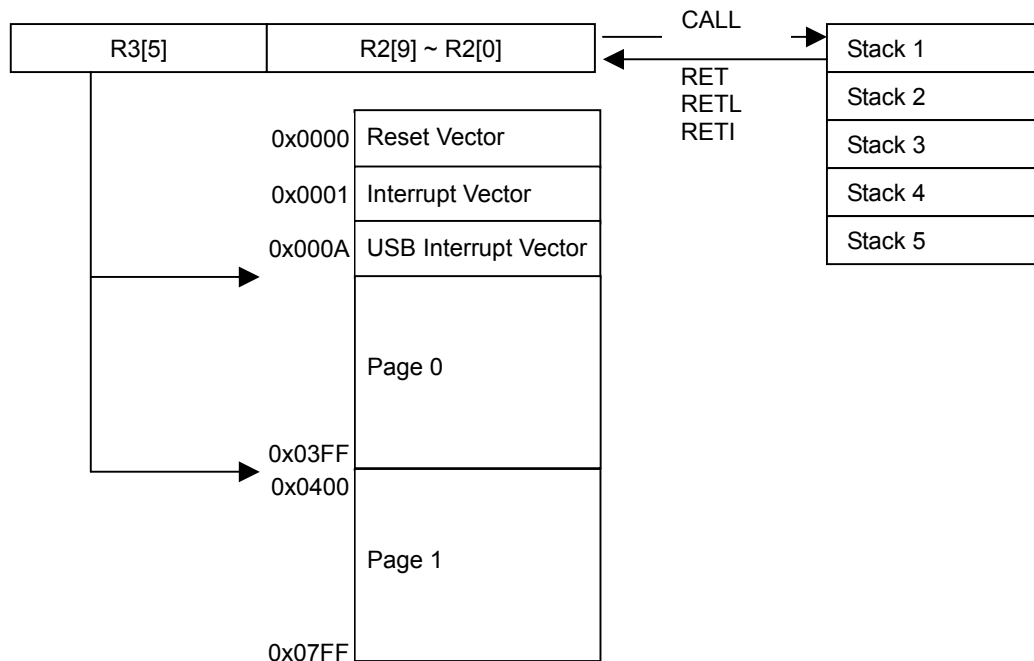 R3[5]
R2[9] ~ R2[0]
CALL
RET
RETL
RETI
Stack 1
Stack 2
Stack 3
Stack 4
Stack 5
0x0000
Reset Vector
0x0001
Interrupt Vector
0x000A
USB Interrupt Vector
Page 0
0x03FF
0x0400
Page 1
0x07FF